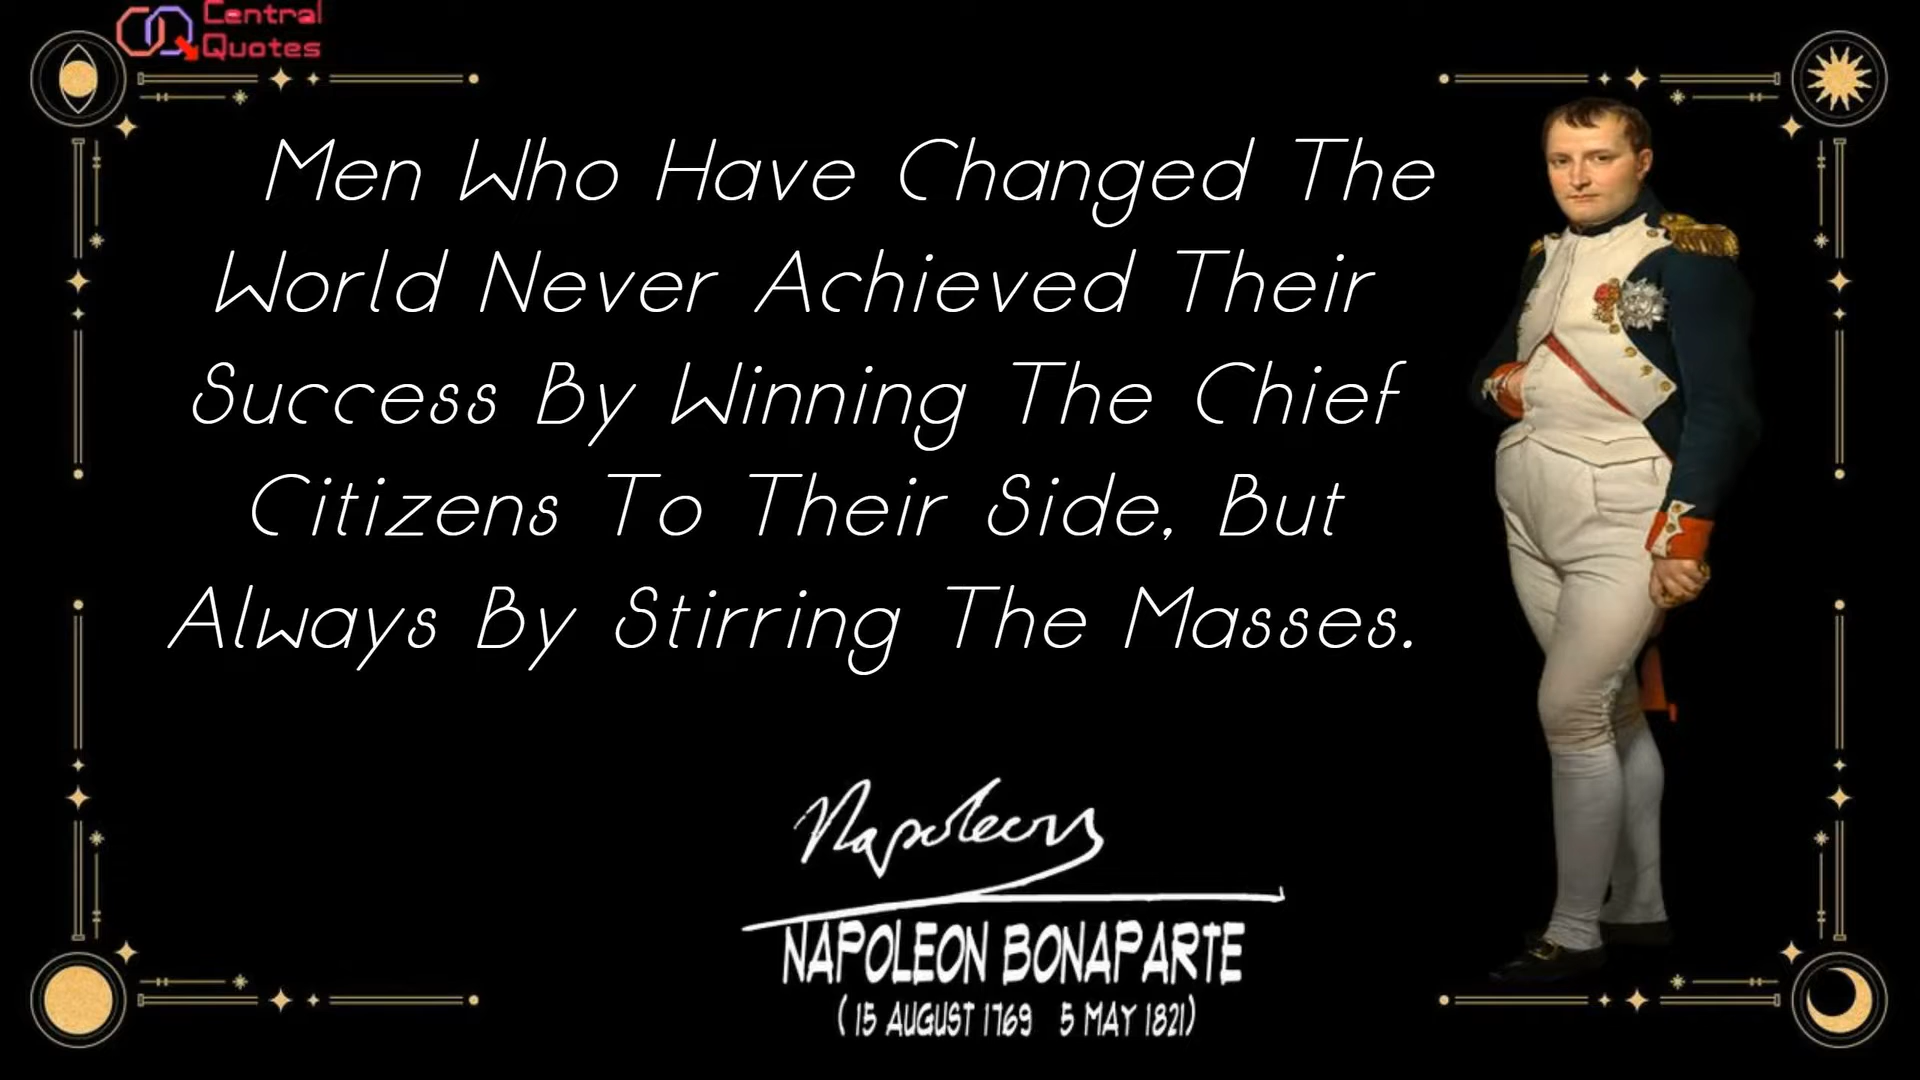 Central
Quotes
Men Who Have Changed The
World Never Achieved Their
Success By Winning The Chief
Citizens To Their Side, But
Always By Stirring The Masses.
Napoleon
NAPOLEON BONAPARTE
(15 AUGUST 1769 5 MAY 1821)